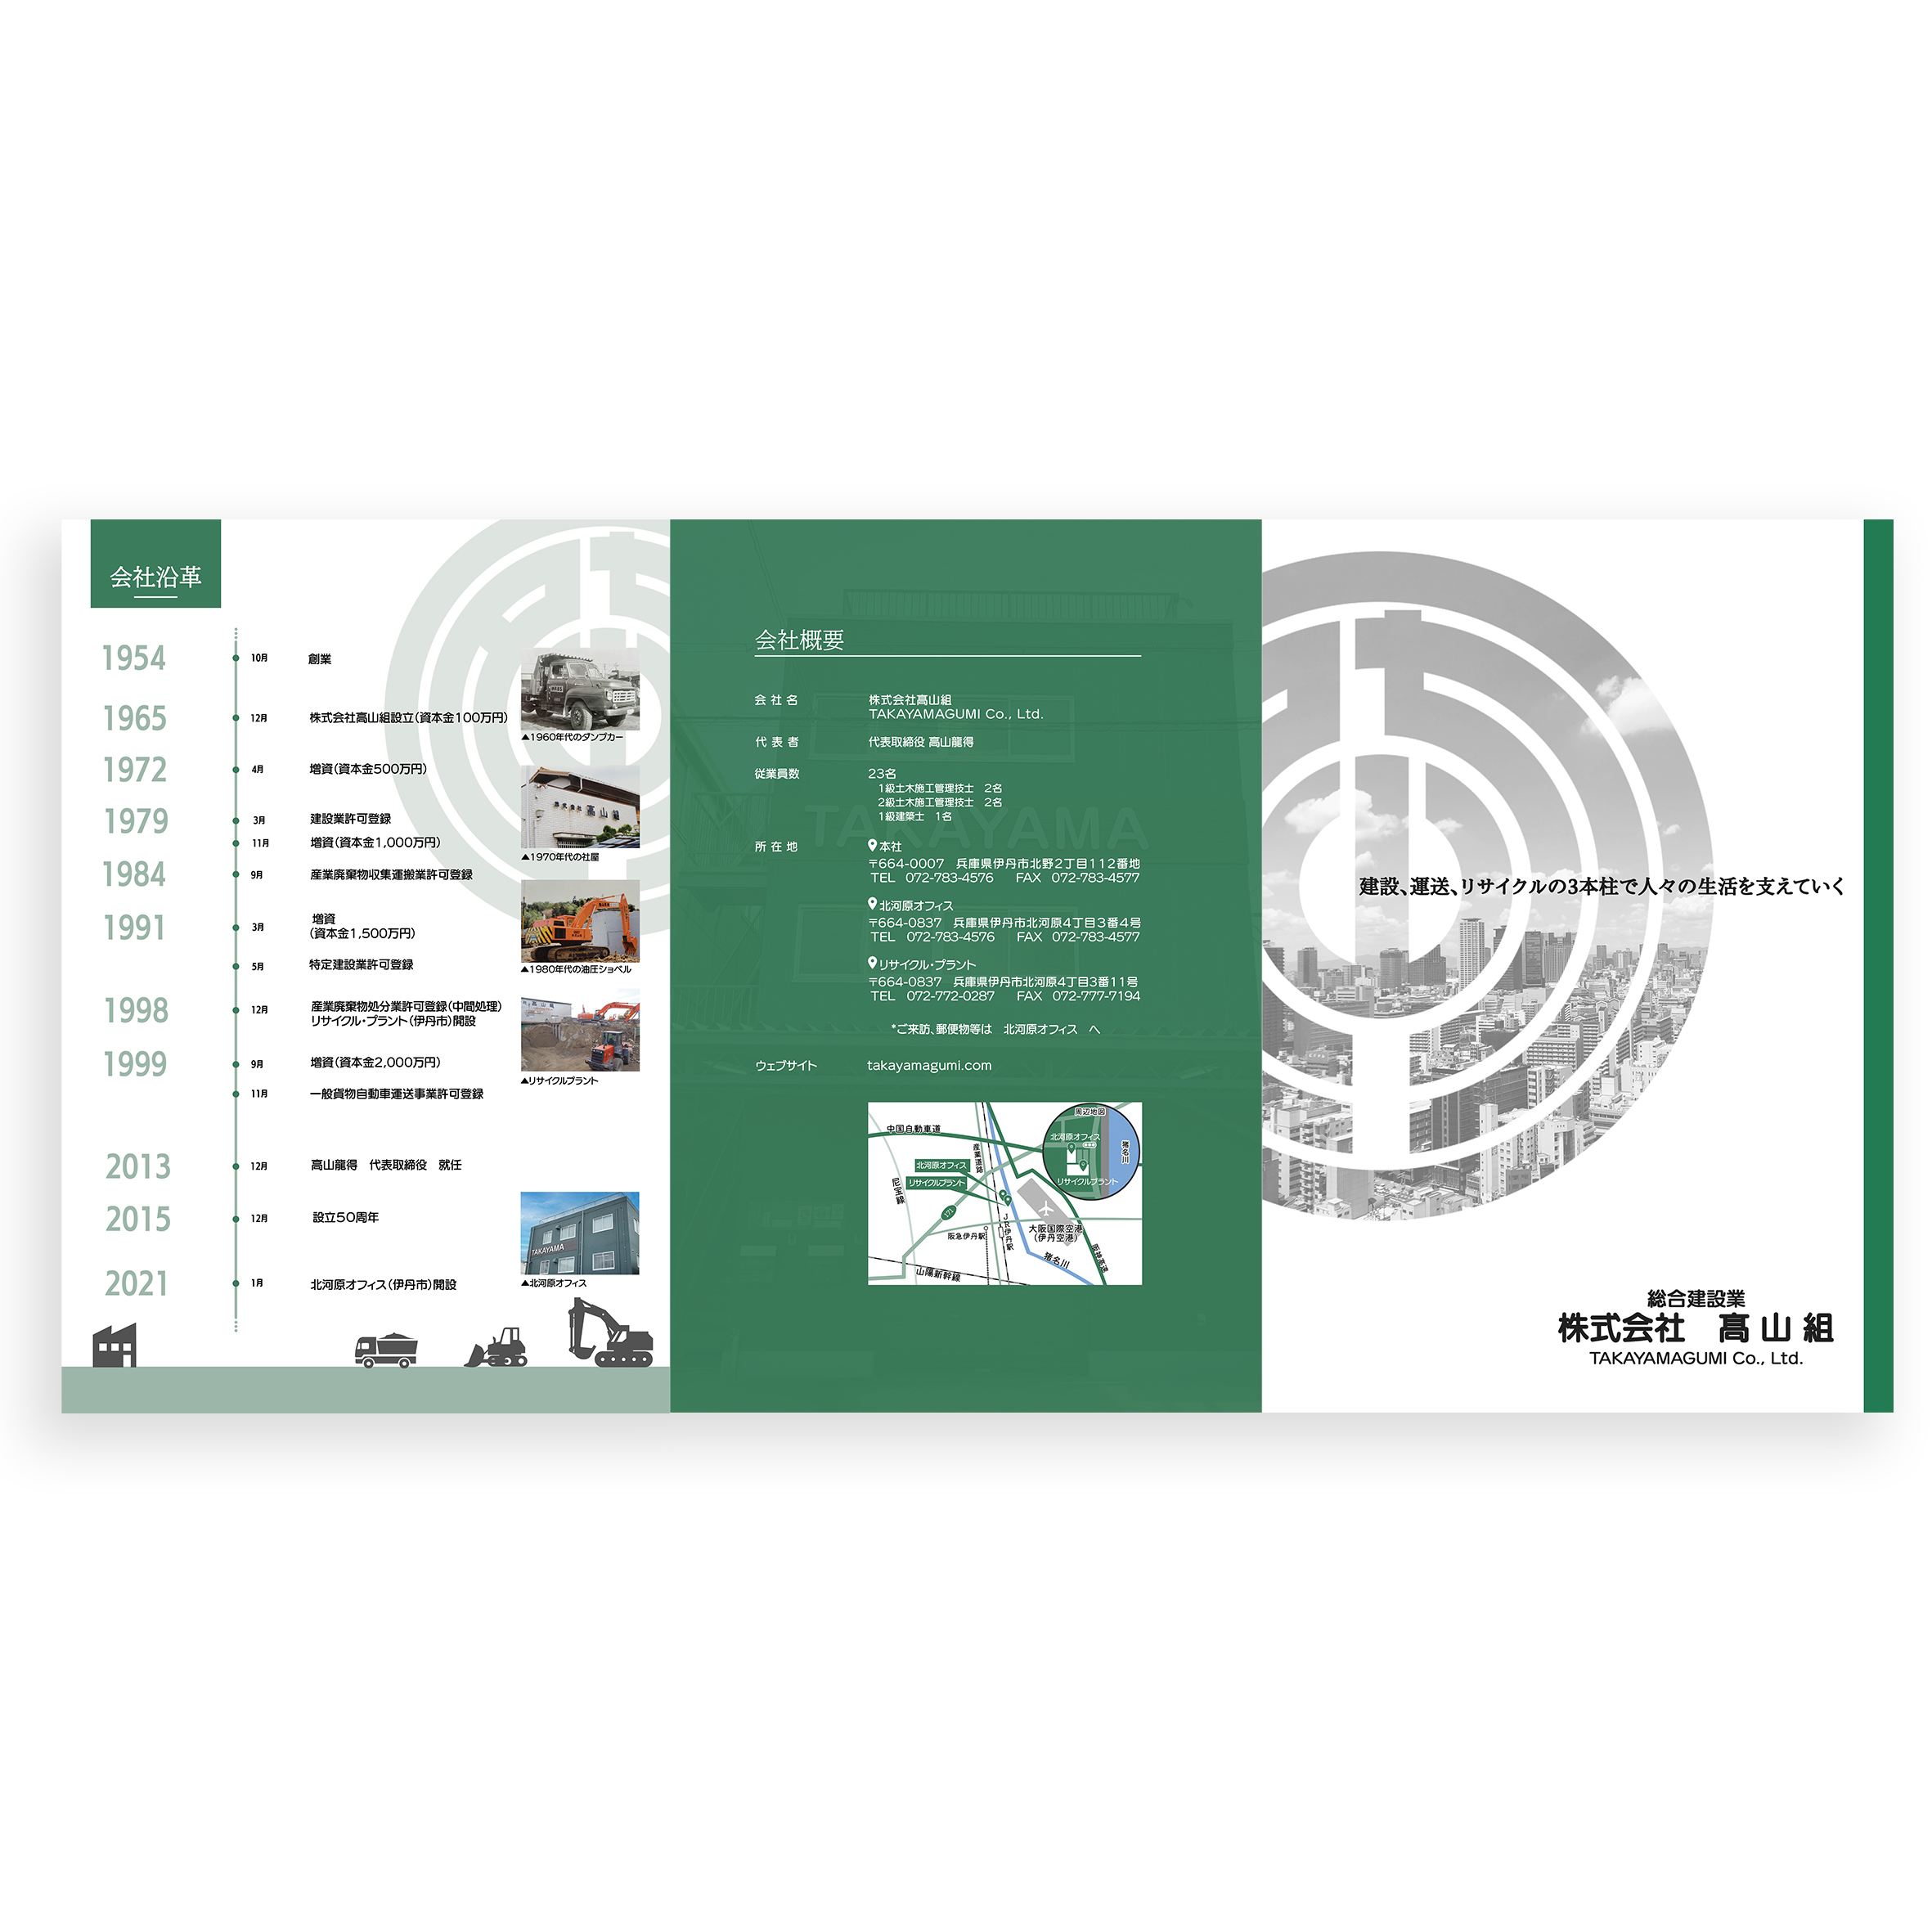 会社沿革
1954 10月 創業
1965 12月 株式会社髙山組設立(資本金100万円)
▲1960年代のダンプカー
1972 4月 増資(資本金500万円)
株式会社 髙山組
1979 3月 建設業許可登録
11月 増資(資本金1,000万円)
▲1970年代の社屋
1984 9月 産業廃棄物収集運搬業許可登録
1991 3月 増資
(資本金1,500万円)
5月 特定建設業許可登録
▲1980年代の油圧ショベル
1998 12月 産業廃棄物処分業許可登録(中間処理)
リサイクル・プラント(伊丹市)開設
1999 9月 増資(資本金2,000万円)
▲リサイクルプラント
11月 一般貨物自動車運送事業許可登録
2013 12月 高山龍得 代表取締役 就任
2015 12月 設立50周年
TAKAYAMA
2021 1月 北河原オフィス(伊丹市)開設
▲北河原オフィス
会社概要
会社名 株式会社髙山組
TAKAYAMAGUMI Co., Ltd.
代表者 代表取締役 高山龍得
従業員数 23名
1級土木施工管理技士 2名
2級土木施工管理技士 2名
1級建築士 1名
TAKAYAMA
所在地 本社
〒664-0007 兵庫県伊丹市北野2丁目112番地
TEL 072-783-4576 FAX 072-783-4577
北河原オフィス
〒664-0837 兵庫県伊丹市北河原4丁目3番4号
TEL 072-783-4576 FAX 072-783-4577
リサイクル・プラント
〒664-0837 兵庫県伊丹市北河原4丁目3番11号
TEL 072-772-0287 FAX 072-777-7194
*ご来訪、郵便物等は 北河原オフィス へ
ウェブサイト takayamagumi.com
周辺地図
中国自動車道
北河原オフィス
猪名川
産業道路
北河原オフィス
リサイクルプラント
リサイクルプラント
尼宝線
171
JR伊丹駅
阪急伊丹駅
大阪国際空港
(伊丹空港)
阪神高速
猪名川
山陽新幹線
建設、運送、リサイクルの3本柱で人々の生活を支えていく
総合建設業
株式会社 髙山組
TAKAYAMAGUMI Co., Ltd.